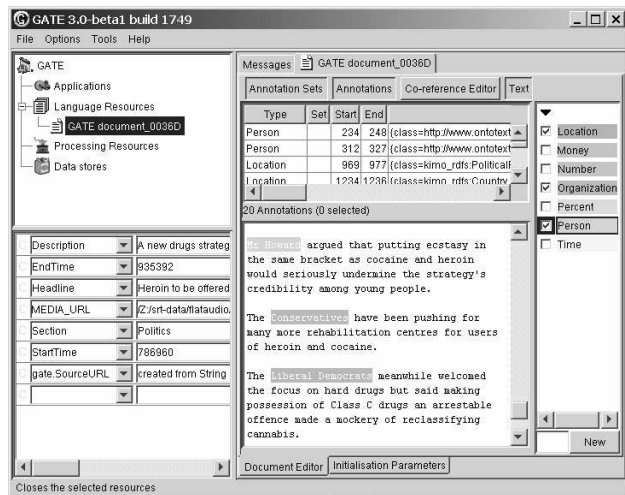 GATE 3.0-beta1 build 1749
File Options Tools Help
GATE
Applications
Language Resources
GATE document_0036D
Processing Resources
Data stores
Description A new drugs strateg
EndTime 935392
Headline Heroin to be offered
MEDIA_URL /Z:/srt-data/flataudio.
Section Politics
StartTime 786960
gate.SourceURL created from String
Messages GATE document_0036D
Annotation Sets Annotations Co-reference Editor Text
Type Set Start End
Person 234 248 {class=http://www.ontotext
Person 312 327 {class=http://www.ontotext
Location 969 977 {class=kimo_rdfs:Political
Location 1234 1236 {class=kimo_rdfs:Country
20 Annotations (0 selected)
Mr Howard argued that putting ecstasy in
the same bracket as cocaine and heroin
would seriously undermine the strategy's
credibility among young people.
The Conservatives have been pushing for
many more rehabilitation centres for users
of heroin and cocaine.
The Liberal Democrats meanwhile welcomed
the focus on hard drugs but said making
possession of Class C drugs an arrestable
offence made a mockery of reclassifying
cannabis.
Location
Money
Number
Organization
Percent
Person
Time
New
Document Editor Initialisation Parameters
Closes the selected resources